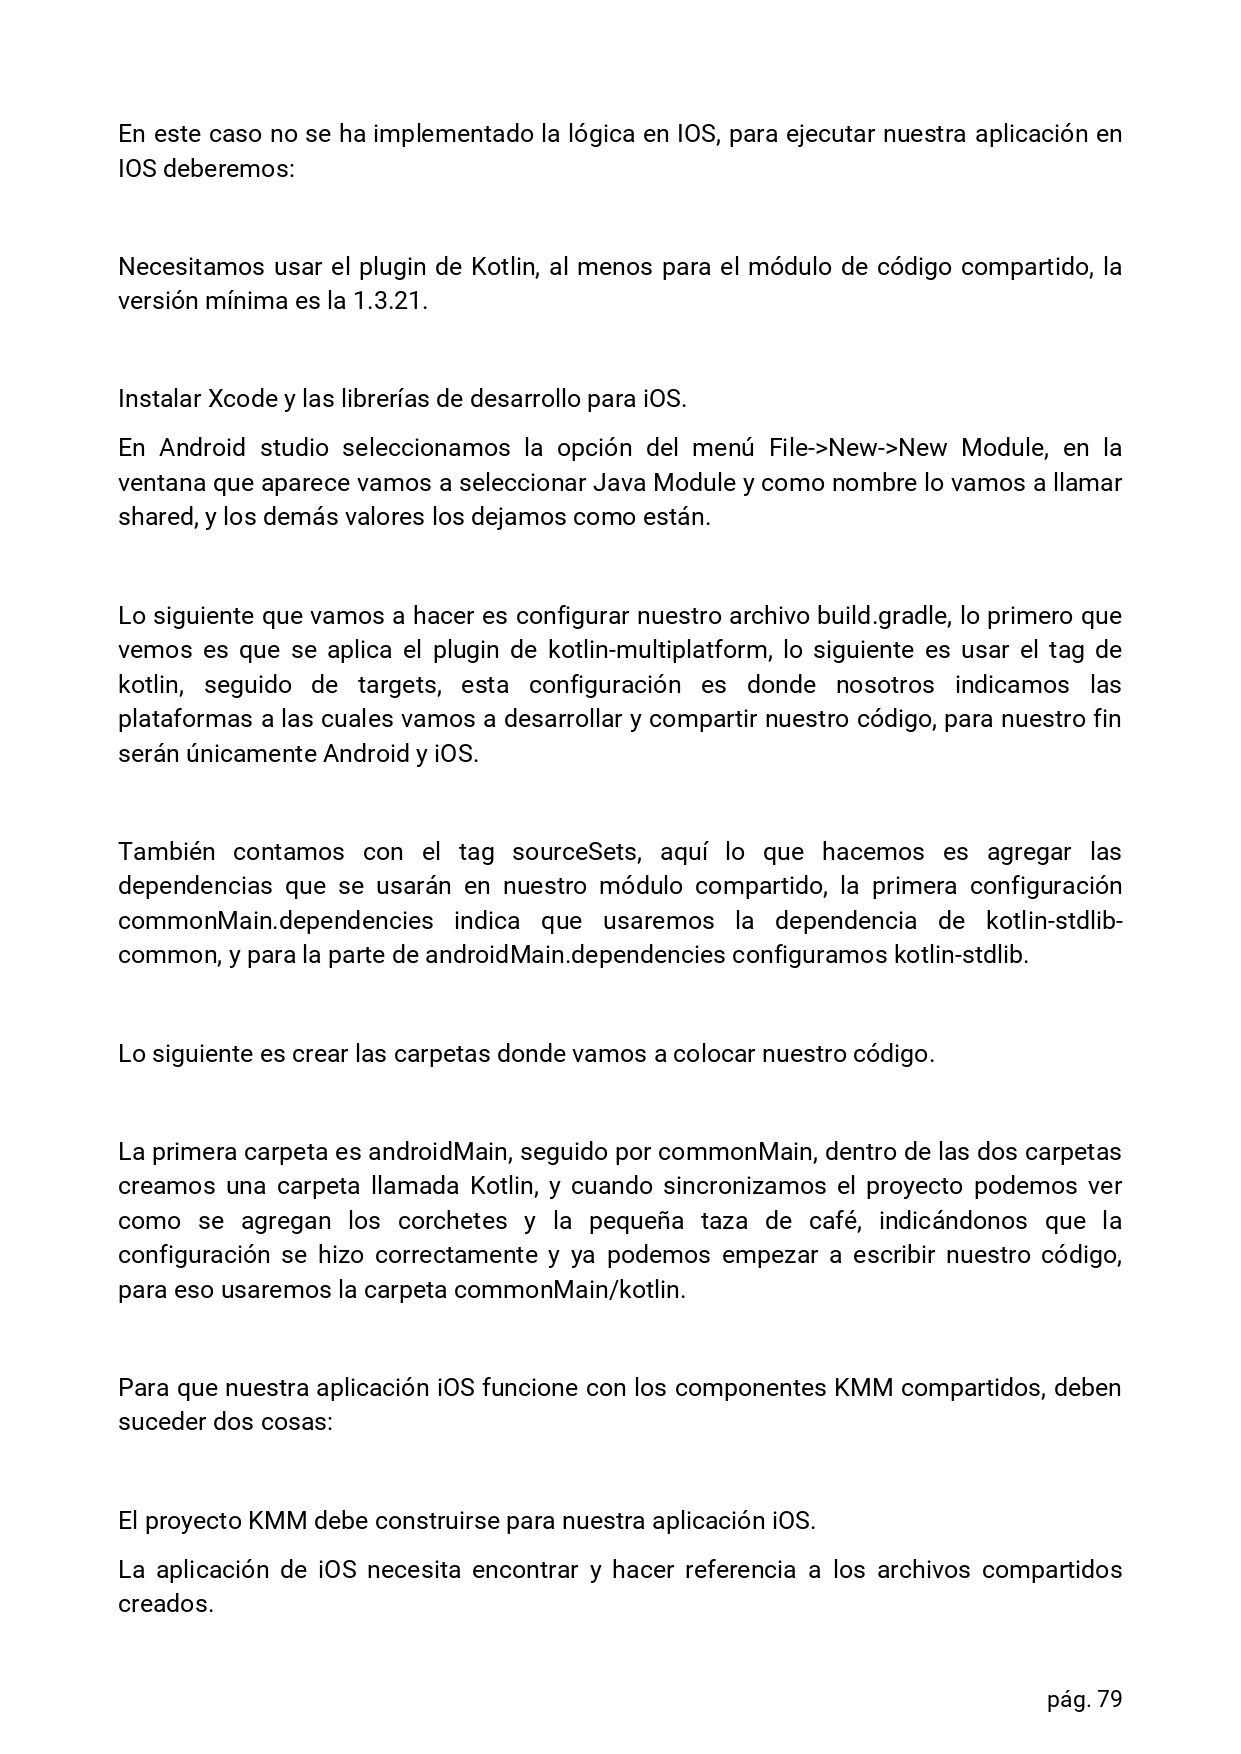 En este caso no se ha implementado la lógica en IOS, para ejecutar nuestra aplicación en
IOS deberemos:
Necesitamos usar el plugin de Kotlin, al menos para el módulo de código compartido, la
versión mínima es la 1.3.21.
Instalar Xcode y las librerías de desarrollo para iOS.
En Android studio seleccionamos la opción del menú File->New->New Module, en la
ventana que aparece vamos a seleccionar Java Module y como nombre lo vamos a llamar
shared, y los demás valores los dejamos como están.
Lo siguiente que vamos a hacer es configurar nuestro archivo build.gradle, lo primero que
vemos es que se aplica el plugin de kotlin-multiplatform, lo siguiente es usar el tag de
kotlin, seguido de targets, esta configuración es donde nosotros indicamos las
plataformas a las cuales vamos a desarrollar y compartir nuestro código, para nuestro fin
serán únicamente Android y iOS.
También contamos con el tag sourceSets, aquí lo que hacemos es agregar las
dependencias que se usarán en nuestro módulo compartido, la primera configuración
commonMain.dependencies indica que usaremos la dependencia de kotlin-stdlib-
common, y para la parte de androidMain.dependencies configuramos kotlin-stdlib.
Lo siguiente es crear las carpetas donde vamos a colocar nuestro código.
La primera carpeta es androidMain, seguido por commonMain, dentro de las dos carpetas
creamos una carpeta llamada Kotlin, y cuando sincronizamos el proyecto podemos ver
como se agregan los corchetes y la pequeña taza de café, indicándonos que la
configuración se hizo correctamente y ya podemos empezar a escribir nuestro código,
para eso usaremos la carpeta commonMain/kotlin.
Para que nuestra aplicación iOS funcione con los componentes KMM compartidos, deben
suceder dos cosas:
El proyecto KMM debe construirse para nuestra aplicación iOS.
La aplicación de iOS necesita encontrar y hacer referencia a los archivos compartidos
creados.
pág. 79